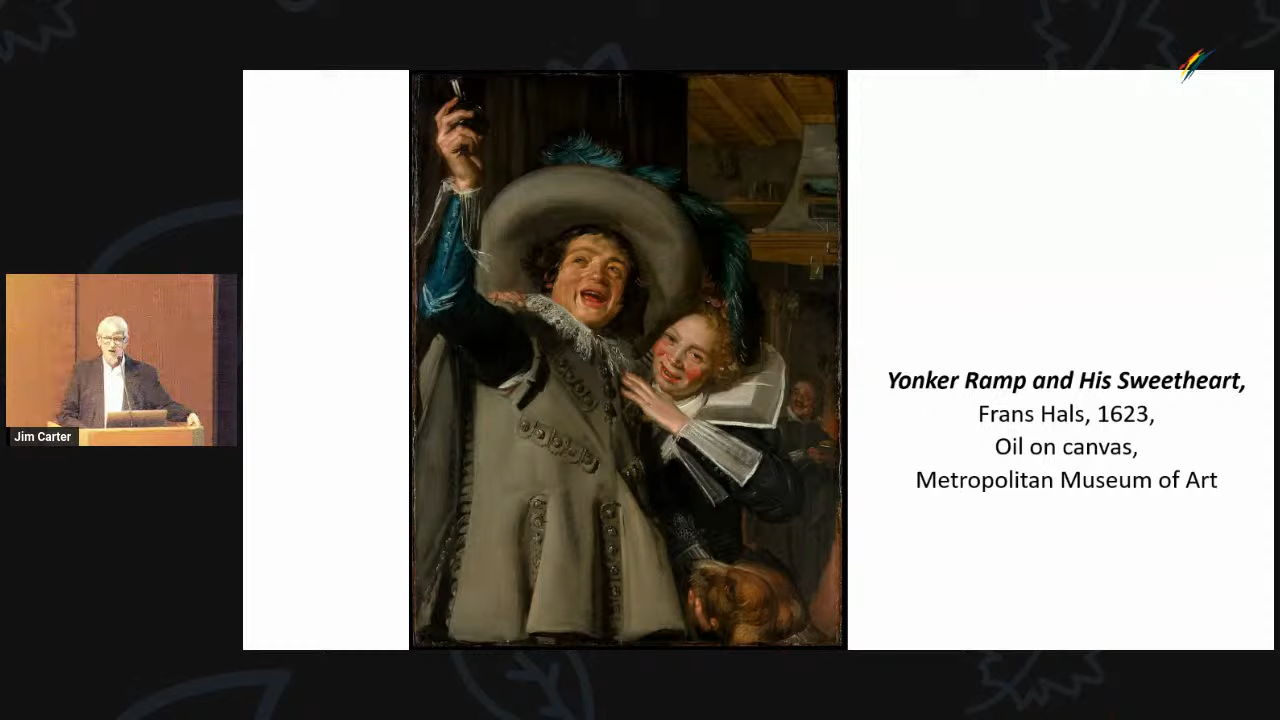 Jim Carter
Yonker Ramp and His Sweetheart,
Frans Hals, 1623,
Oil on canvas,
Metropolitan Museum of Art